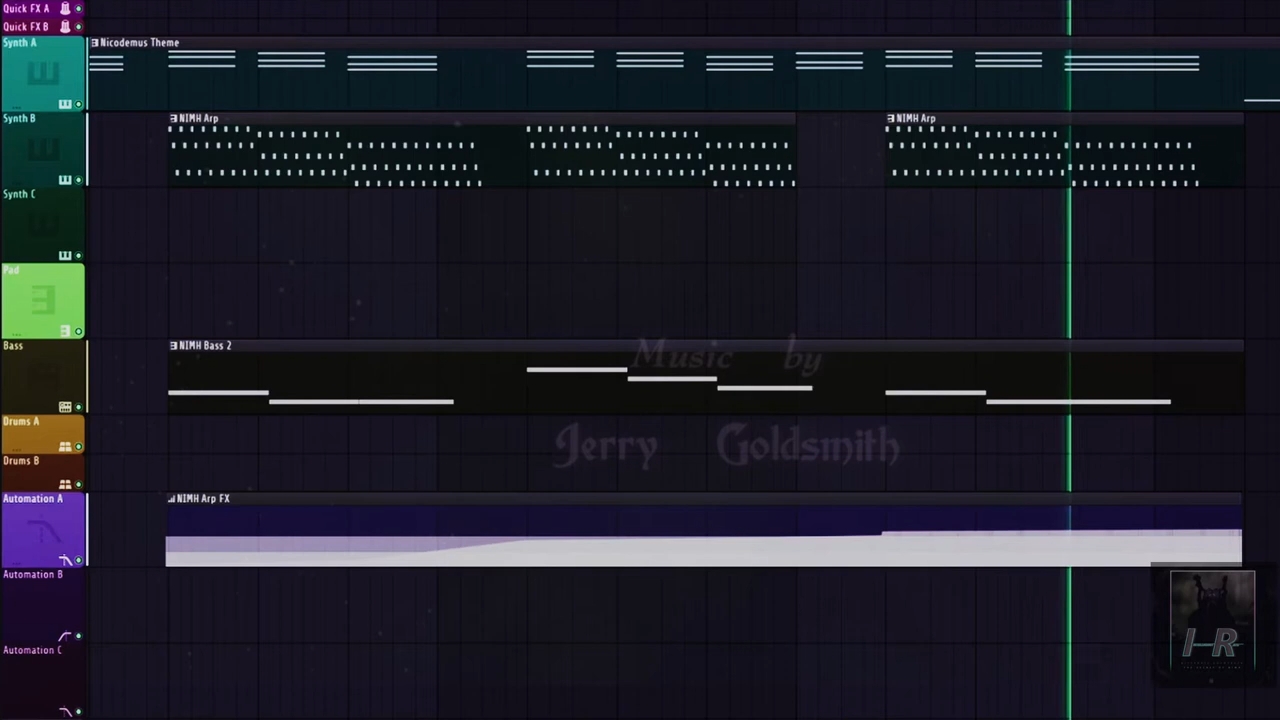 Quick FX A
Quick FX B
Synth A
Nicodemus Theme
Synth B
NIMH Arp
NIMH Arp
Synth C
Pad
Bass
NIMH Bass 2
Music by
Jerry Goldsmith
Drums A
Drums B
Automation A
NIMH Arp FX
Automation B
Automation C
I-R